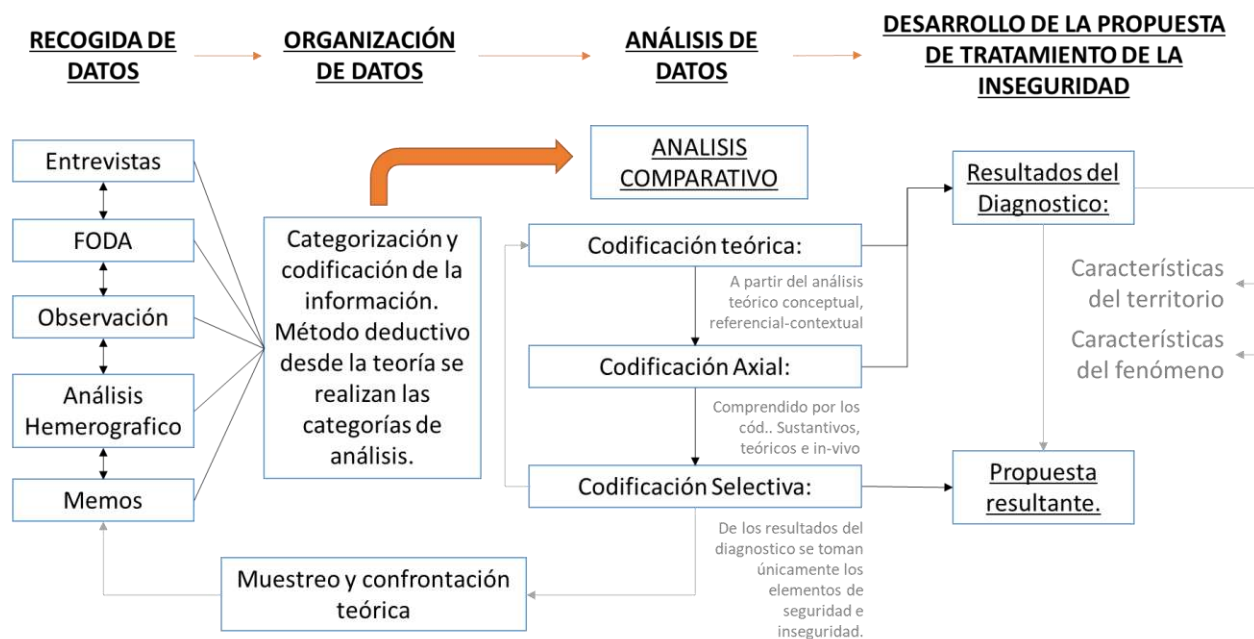 RECOGIDA DE
DATOS
ORGANIZACIÓN
DE DATOS
ANÁLISIS DE
DATOS
DESARROLLO DE LA PROPUESTA
DE TRATAMIENTO DE LA
INSEGURIDAD
Entrevistas
FODA
Observación
Análisis
Hemerografico
Memos
Categorización y
codificación de la
información.
Método deductivo
desde la teoría se
realizan las
categorías de
análisis.
Muestreo y confrontación
teórica
ANALISIS
COMPARATIVO
Codificación teórica:
A partir del análisis
teórico conceptual,
referencial-contextual
Codificación Axial:
Comprendido por los
cód.. Sustantivos,
teóricos e in-vivo
Codificación Selectiva:
De los resultados del
diagnostico se toman
únicamente los
elementos de
seguridad e
inseguridad.
Resultados del
Diagnostico:
Características
del territorio
Características
del fenómeno
Propuesta
resultante.